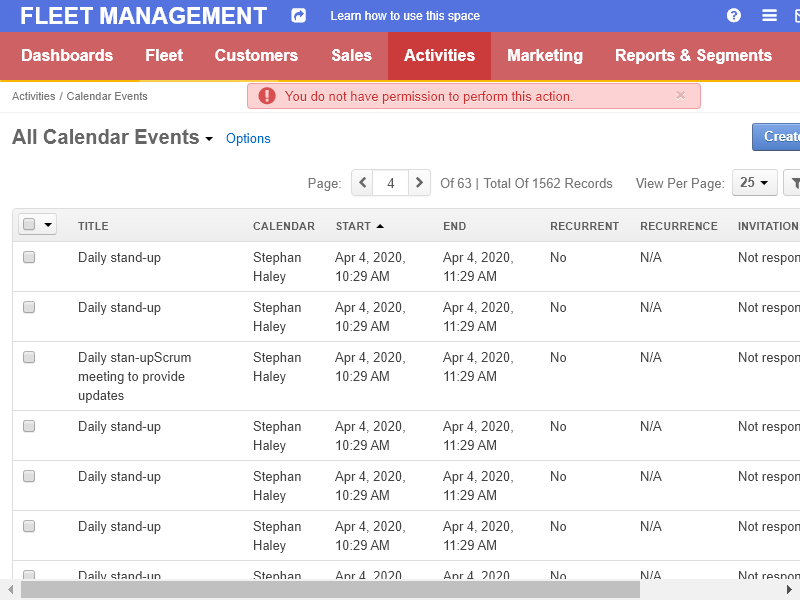 FLEET MANAGEMENT Learn how to use this space
Dashboards Fleet Customers Sales Activities Marketing Reports & Segments
Activities / Calendar Events
You do not have permission to perform this action.
All Calendar Events Options
Create
Page: 4 Of 63 | Total Of 1562 Records View Per Page: 25
TITLE CALENDAR START END RECURRENT RECURRENCE INVITATION
Daily stand-up Stephan Apr 4, 2020, Apr 4, 2020, No N/A Not respon
Haley 10:29 AM 11:29 AM
Daily stand-up Stephan Apr 4, 2020, Apr 4, 2020, No N/A Not respon
Haley 10:29 AM 11:29 AM
Daily stan-upScrum Stephan Apr 4, 2020, Apr 4, 2020, No N/A Not respon
meeting to provide Haley 10:29 AM 11:29 AM
updates
Daily stand-up Stephan Apr 4, 2020, Apr 4, 2020, No N/A Not respon
Haley 10:29 AM 11:29 AM
Daily stand-up Stephan Apr 4, 2020, Apr 4, 2020, No N/A Not respon
Haley 10:29 AM 11:29 AM
Daily stand-up Stephan Apr 4, 2020, Apr 4, 2020, No N/A Not respon
Haley 10:29 AM 11:29 AM
Daily stand-up Stephan Apr 4, 2020, Apr 4, 2020, No N/A Not respon